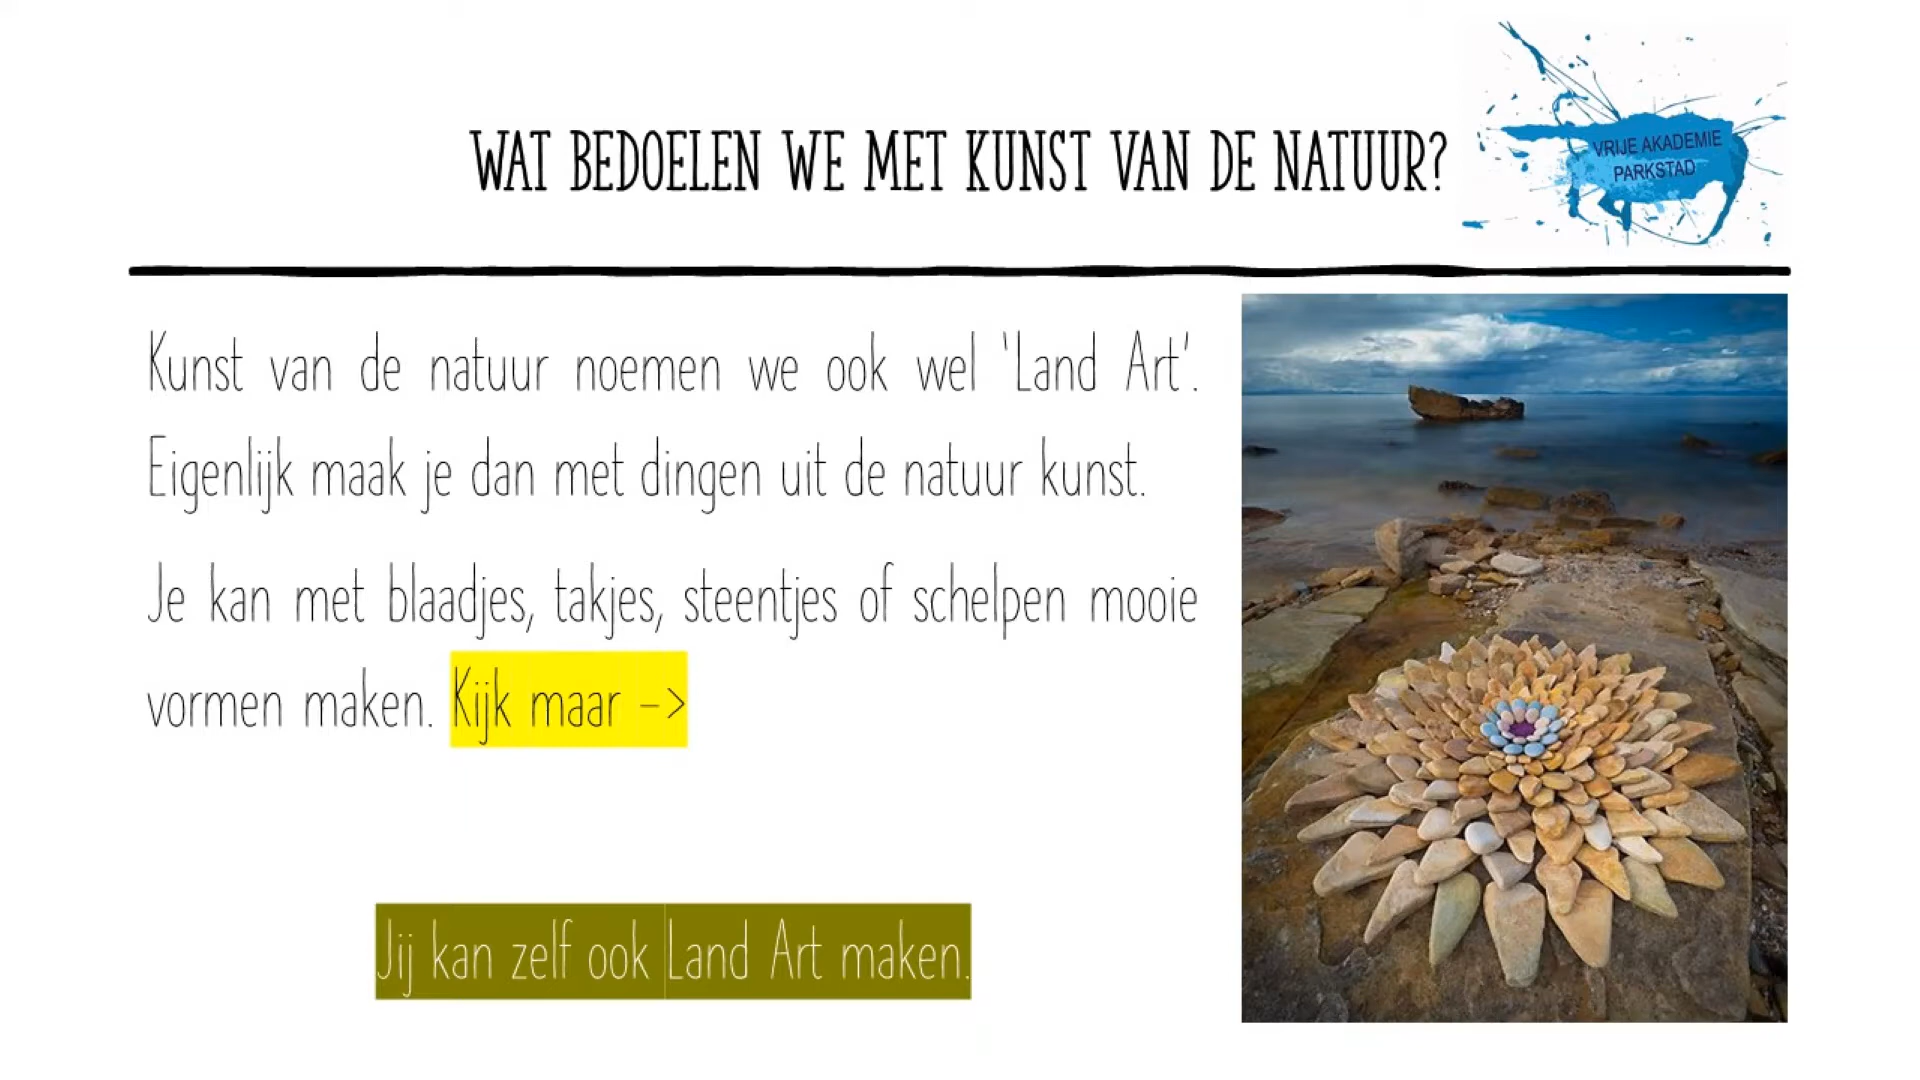 WAT BEDOELEN WE MET KUNST VAN DE NATUUR?
VRIJE AKADEMIE
PARKSTAD
Kunst van de natuur noemen we ook wel ‘Land Art’.
Eigenlijk maak je dan met dingen uit de natuur kunst.
Je kan met blaadjes, takjes, steentjes of schelpen mooie
vormen maken. Kijk maar –>
Jij kan zelf ook Land Art maken.